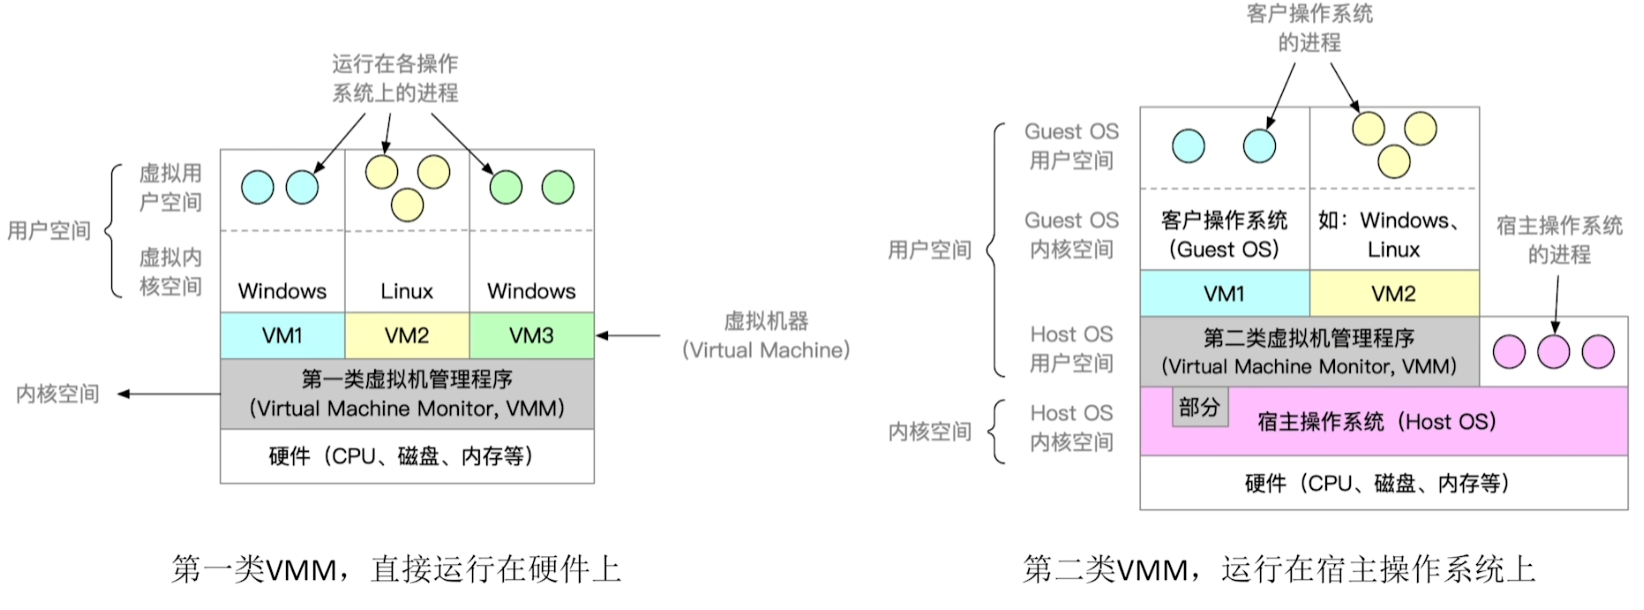 运行在各操作
系统上的进程
用户空间
虚拟用
户空间
虚拟内
核空间
Windows
Linux
Windows
VM1
VM2
VM3
虚拟机器
(Virtual Machine)
内核空间
第一类虚拟机管理程序
(Virtual Machine Monitor, VMM)
硬件(CPU、磁盘、内存等)
第一类VMM，直接运行在硬件上
客户操作系统
的进程
用户空间
Guest OS
用户空间
Guest OS
内核空间
客户操作系统
(Guest OS)
如：Windows、
Linux
宿主操作系统
的进程
VM1
VM2
Host OS
用户空间
第二类虚拟机管理程序
(Virtual Machine Monitor, VMM)
内核空间
Host OS
内核空间
部分
宿主操作系统(Host OS)
硬件(CPU、磁盘、内存等)
第二类VMM，运行在宿主操作系统上